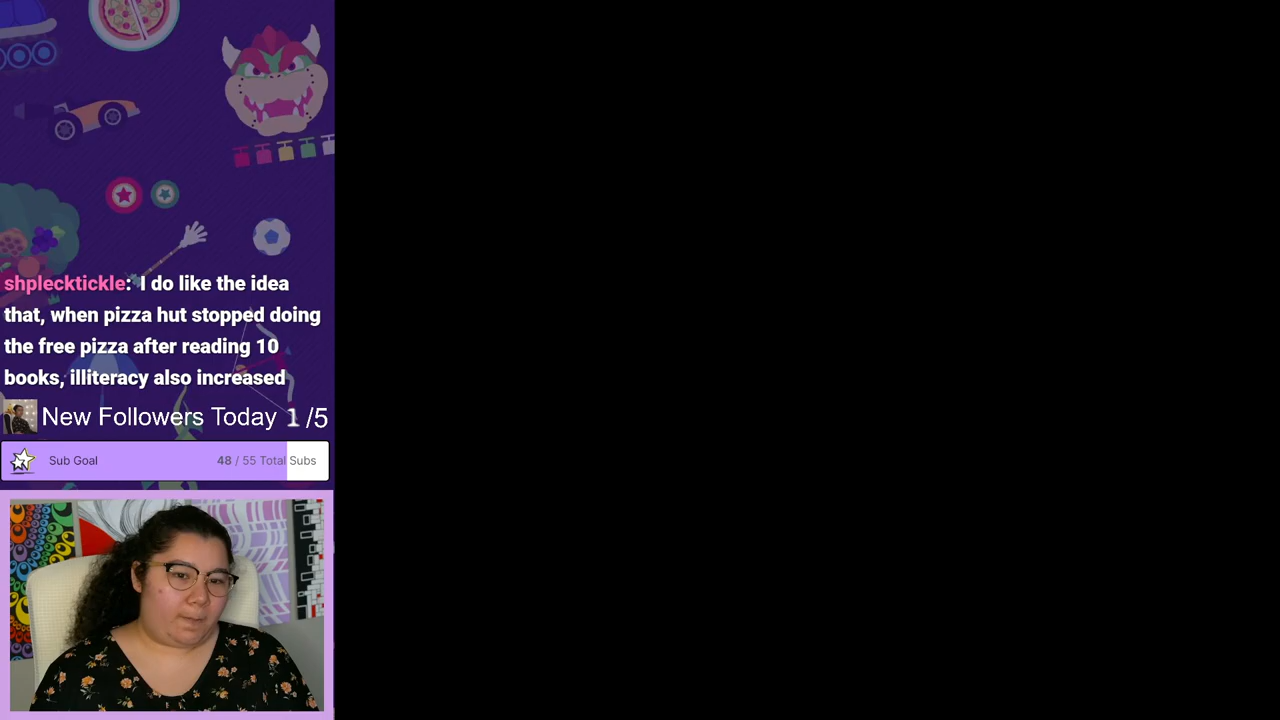 shplecktickle: I do like the idea
that, when pizza hut stopped doing
the free pizza after reading 10
books, illiteracy also increased
New Followers Today 1 /5
Sub Goal 48 / 55 Total Subs